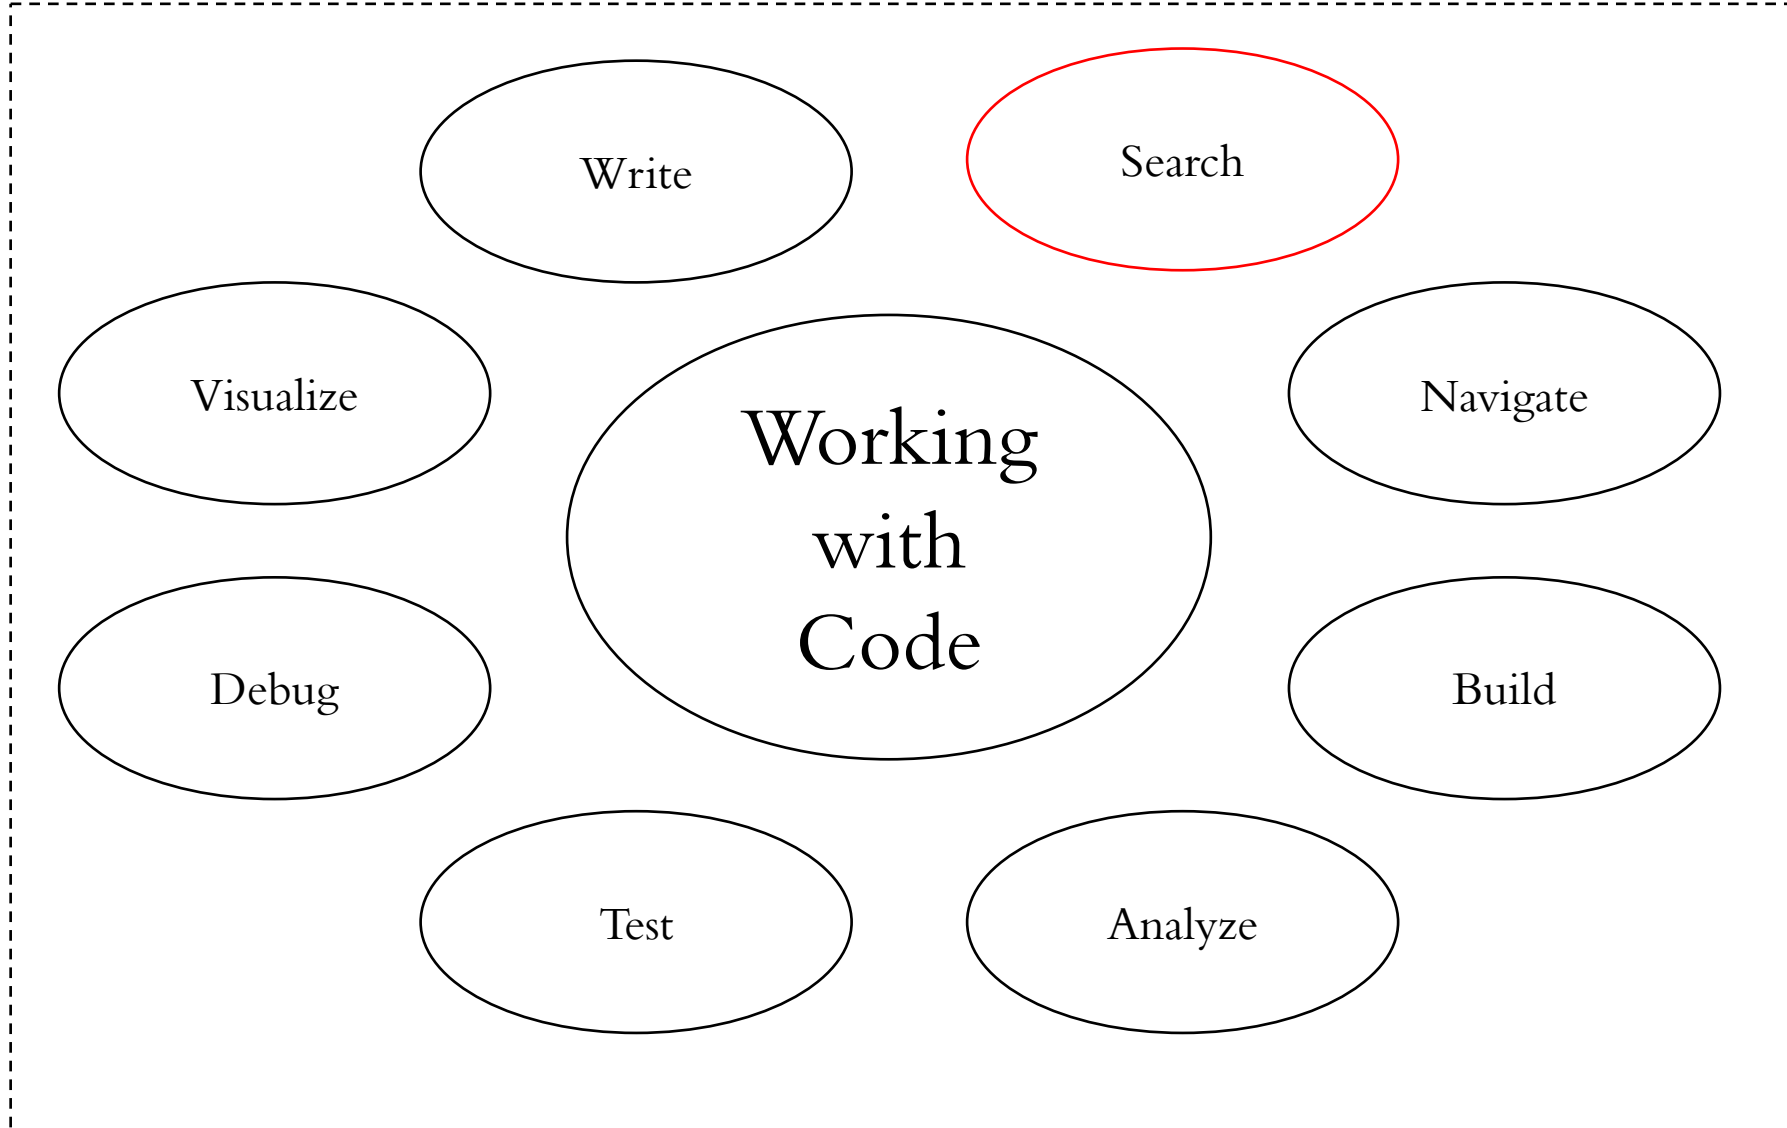 Write
Search
Visualize
Navigate
Working
with
Code
Debug
Build
Test
Analyze